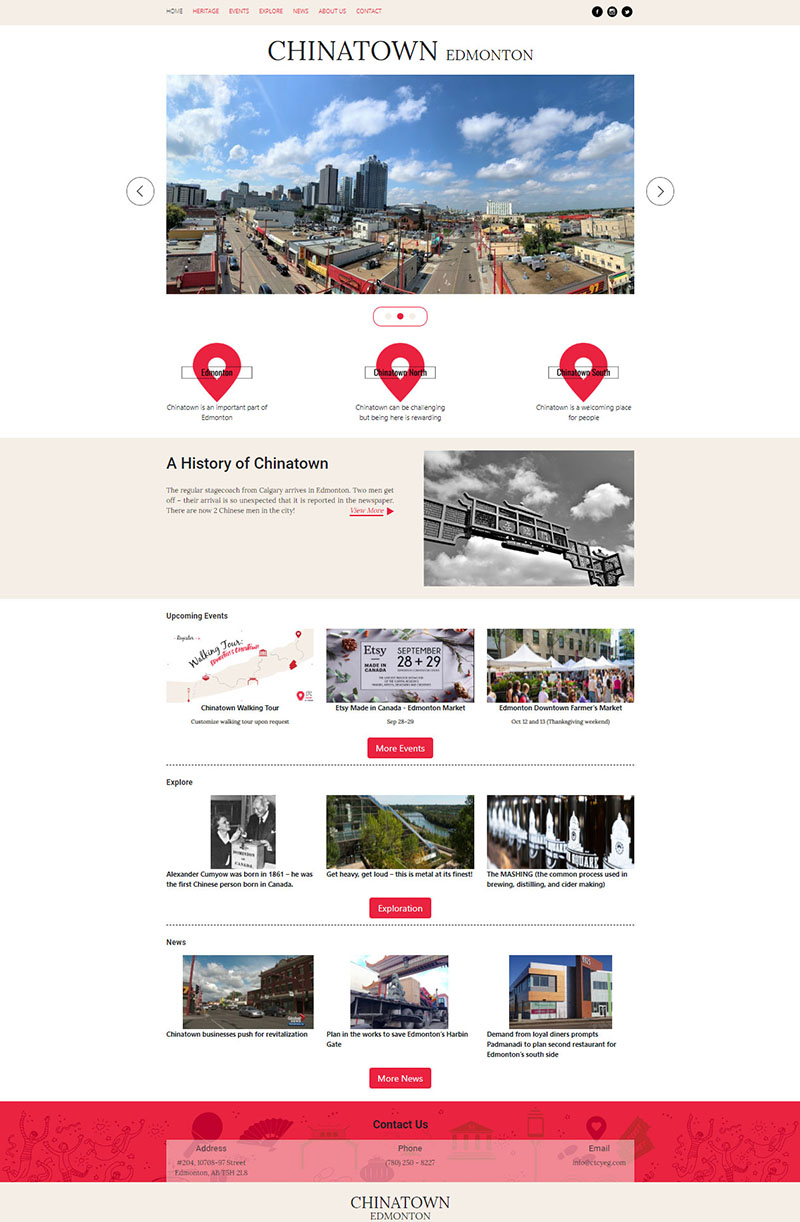 HOME HERITAGE EVENTS EXPLORE NEWS ABOUT US CONTACT
CHINATOWN EDMONTON
Edmonton
Chinatown is an important part of
Edmonton
Chinatown North
Chinatown can be challenging
but being here is rewarding
Chinatown South
Chinatown is a welcoming place
for people
A History of Chinatown
The regular stagecoach from Calgary arrives in Edmonton. Two men get
off – their arrival is so unexpected that it is reported in the newspaper.
There are now 2 Chinese men in the city!
View More
Upcoming Events
Register
Walking Tour:
Edmonton's Chinatown
Chinatown Walking Tour
Customize walking tour upon request
Etsy
MADE IN
CANADA
SEPTEMBER
28 + 29
Etsy Made in Canada - Edmonton Market
Sep 28-29
Edmonton Downtown Farmer's Market
Oct 12 and 13 (Thanksgiving weekend)
More Events
Explore
DOMINION
OF
CANADA
Alexander Cumyow was born in 1861 – he was
the first Chinese person born in Canada.
Get heavy, get loud – this is metal at its finest!
The MASHING (the common process used in
brewing, distilling, and cider making)
Exploration
News
Chinatown businesses push for revitalization
Plan in the works to save Edmonton's Harbin
Gate
Demand from loyal diners prompts
Padmanadi to plan second restaurant for
Edmonton's south side
More News
Contact Us
Address
#204, 10708-97 Street
Edmonton, AB T5H 2L8
Phone
(780) 250 - 8227
Email
info@ctcyeg.com
CHINATOWN
EDMONTON